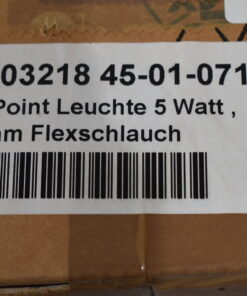 03218 45-01-071
Point Leuchte 5 Watt ,
m Flexschlauch